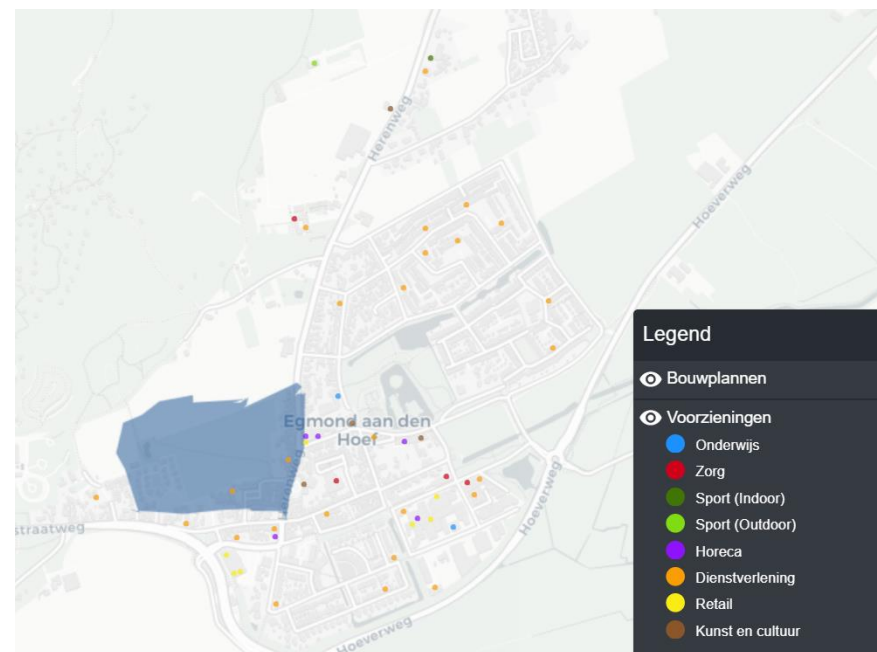 Herenweg
Hoeverweg
Legend
Bouwplannen
Egmond aan den
Hoef
Voorzieningen
Onderwijs
Zorg
Herenweg
Hoeverweg
Sport (Indoor)
straatweg
Sport (Outdoor)
Horeca
Dienstverlening
Retail
Hoeverweg
Kunst en cultuur